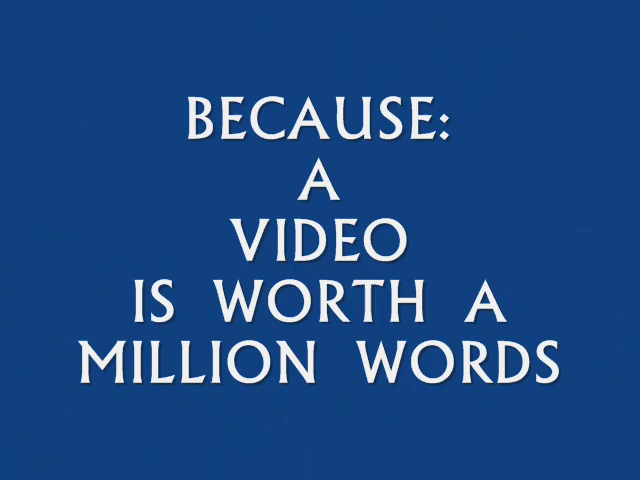 BECAUSE:
A
VIDEO
IS WORTH A
MILLION WORDS